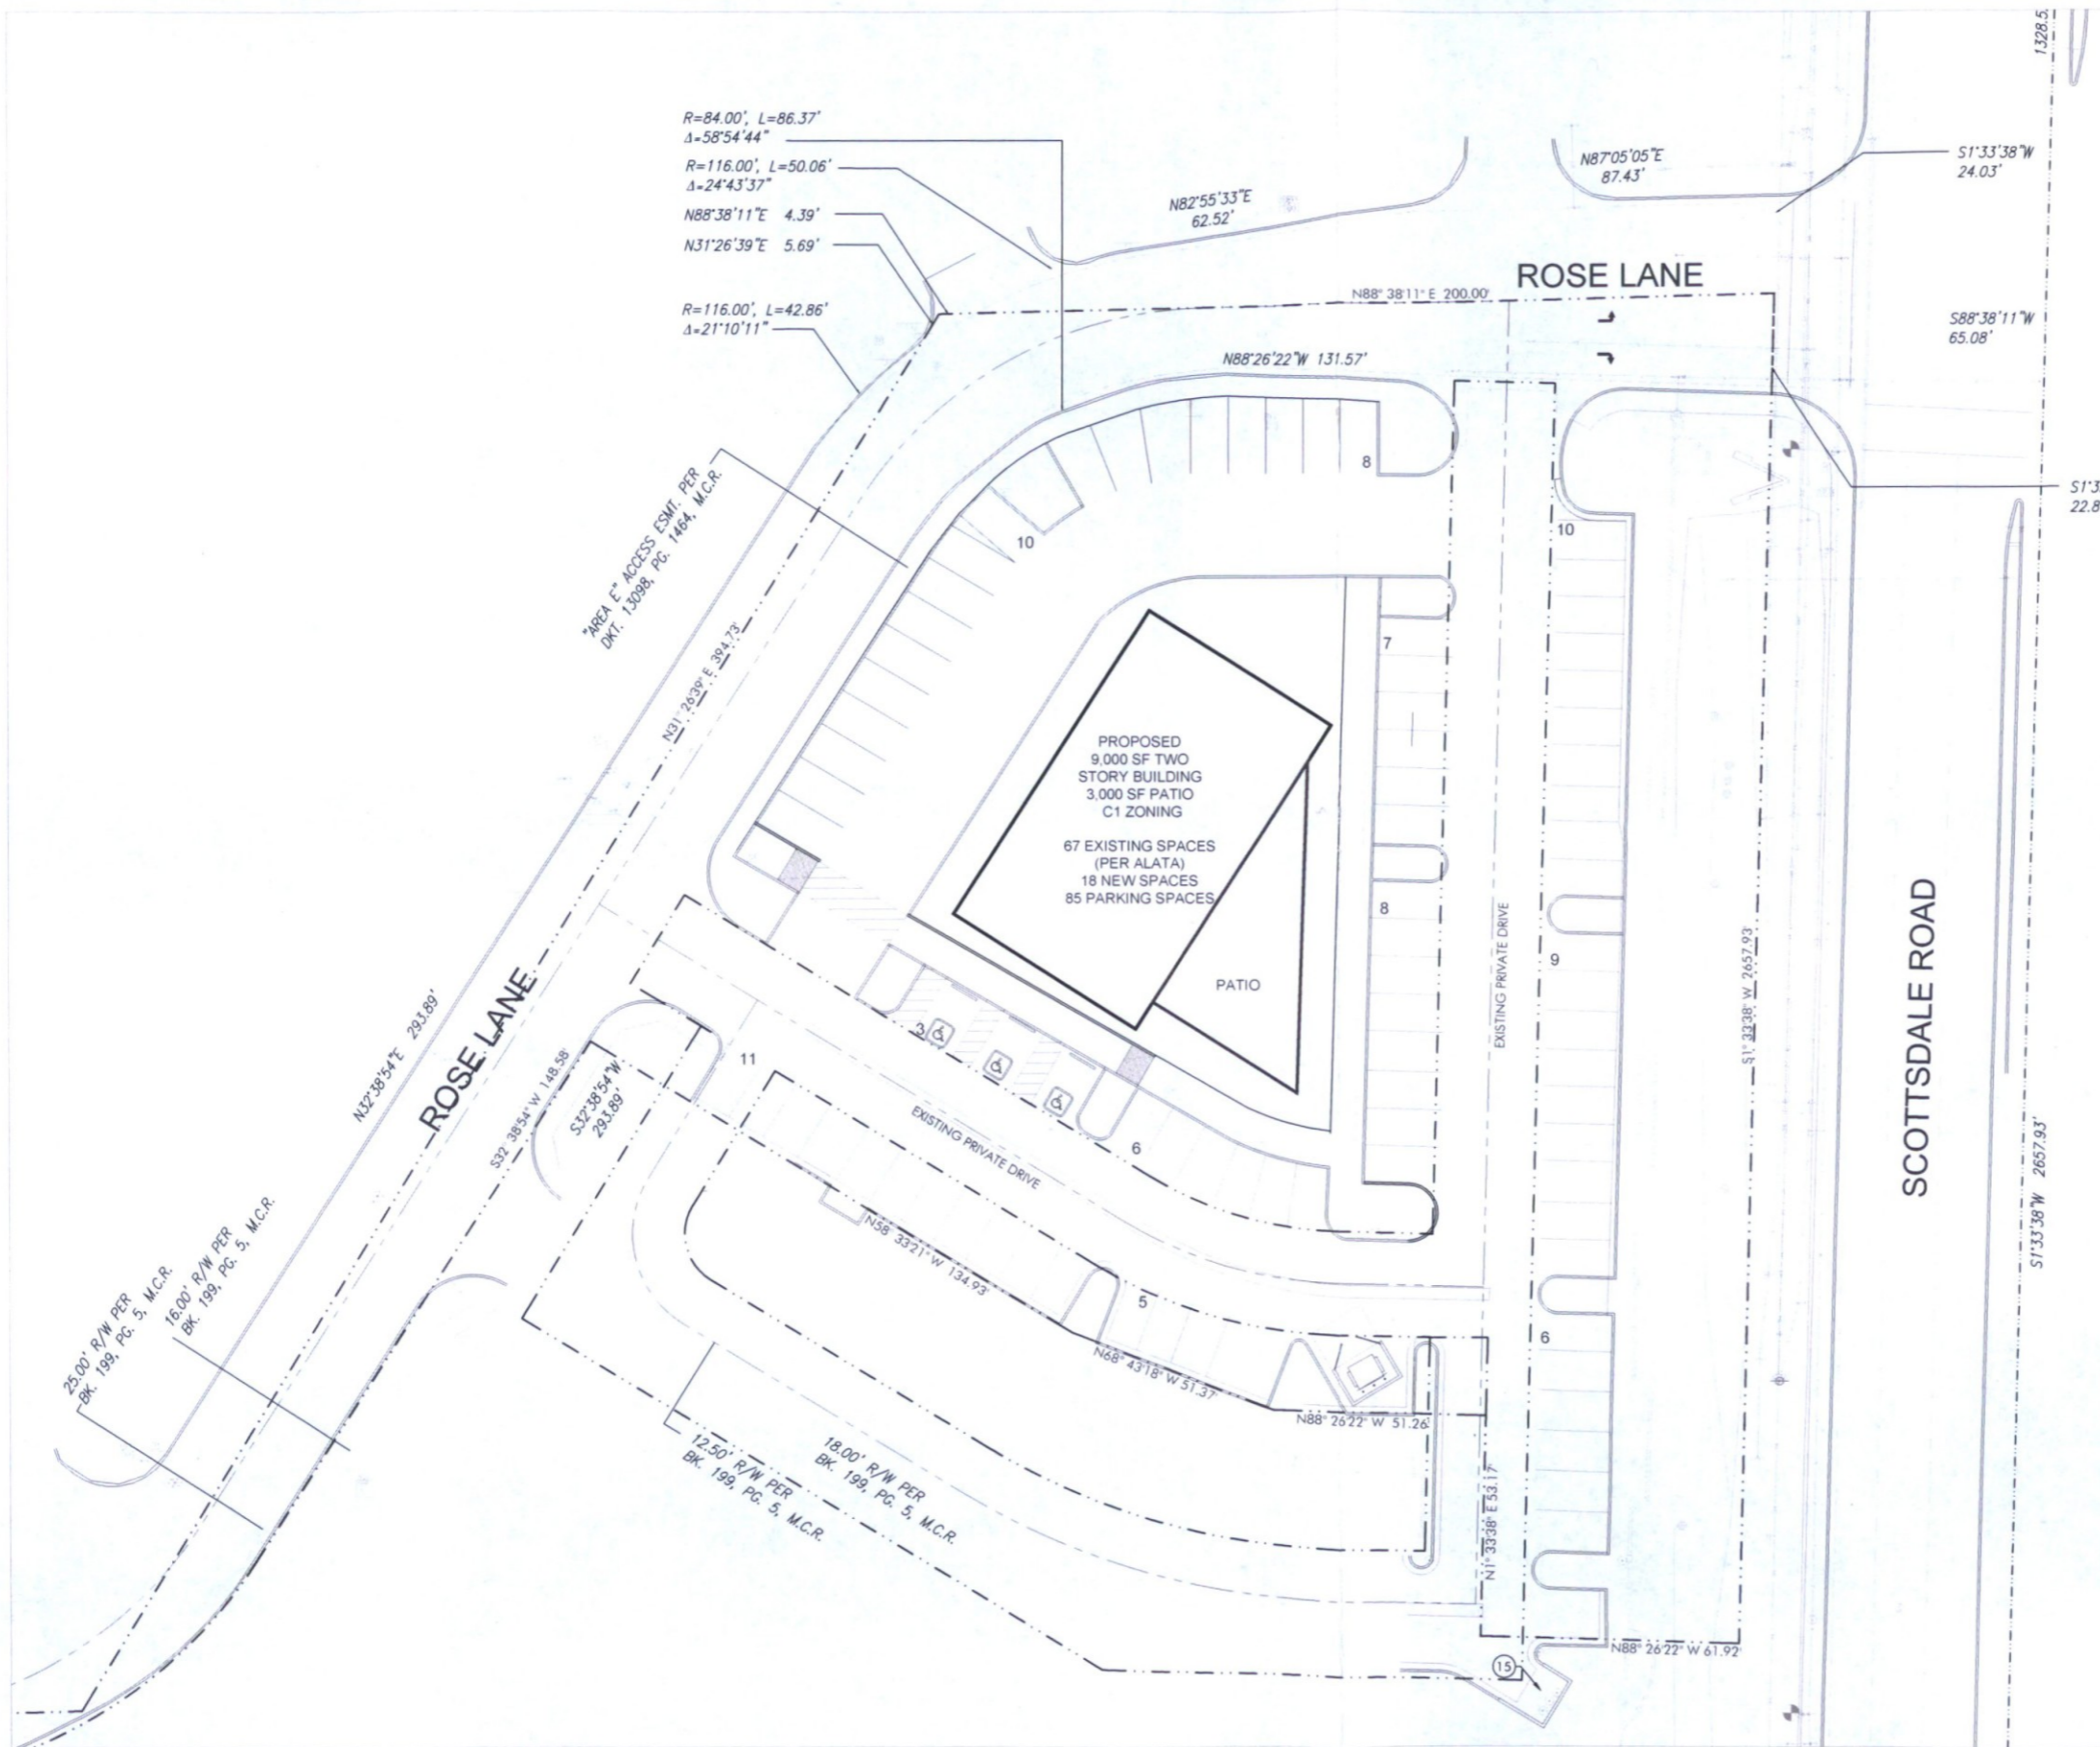 1328.5
R=84.00', L=86.37'
Δ=58°54'44"
R=116.00', L=50.06'
Δ=24°43'37"
N88°38'11"E 4.39'
N31°26'39"E 5.69'
R=116.00', L=42.86'
Δ=21°10'11"
N82°55'33"E
62.52'
N87°05'05"E
87.43'
S1°33'38"W
24.03'
ROSE LANE
N88° 38'11" E 200.00'
S88°38'11"W
65.08'
N88°26'22"W 131.57'
8
10
10
S1°3
22.8
"AREA E" ACCESS ESMT. PER
DKT. 13098, PG. 1464, M.C.R.
N31° 26'39" E 394.73'
7
PROPOSED
9,000 SF TWO
STORY BUILDING
3,000 SF PATIO
C1 ZONING
67 EXISTING SPACES
(PER ALATA)
18 NEW SPACES
85 PARKING SPACES
8
9
EXISTING PRIVATE DRIVE
S1° 33'38" W 2657.93'
SCOTTSDALE ROAD
PATIO
3
11
N32°38'54"E 293.89'
ROSE LANE
S32° 38'54" W 148.58'
S32°38'54"W
293.89'
EXISTING PRIVATE DRIVE
6
S1°33'38"W 2657.93'
N58° 33'21" W 134.93'
5
6
N68° 43'18" W 51.37'
N88° 26'22" W 51.26'
25.00' R/W PER
BK. 199, PG. 5, M.C.R.
16.00' R/W PER
BK. 199, PG. 5, M.C.R.
12.50' R/W PER
BK. 199, PG. 5, M.C.R.
18.00' R/W PER
BK. 199, PG. 5, M.C.R.
N1° 33'38" E 53.17'
N88° 26'22" W 61.92'
15